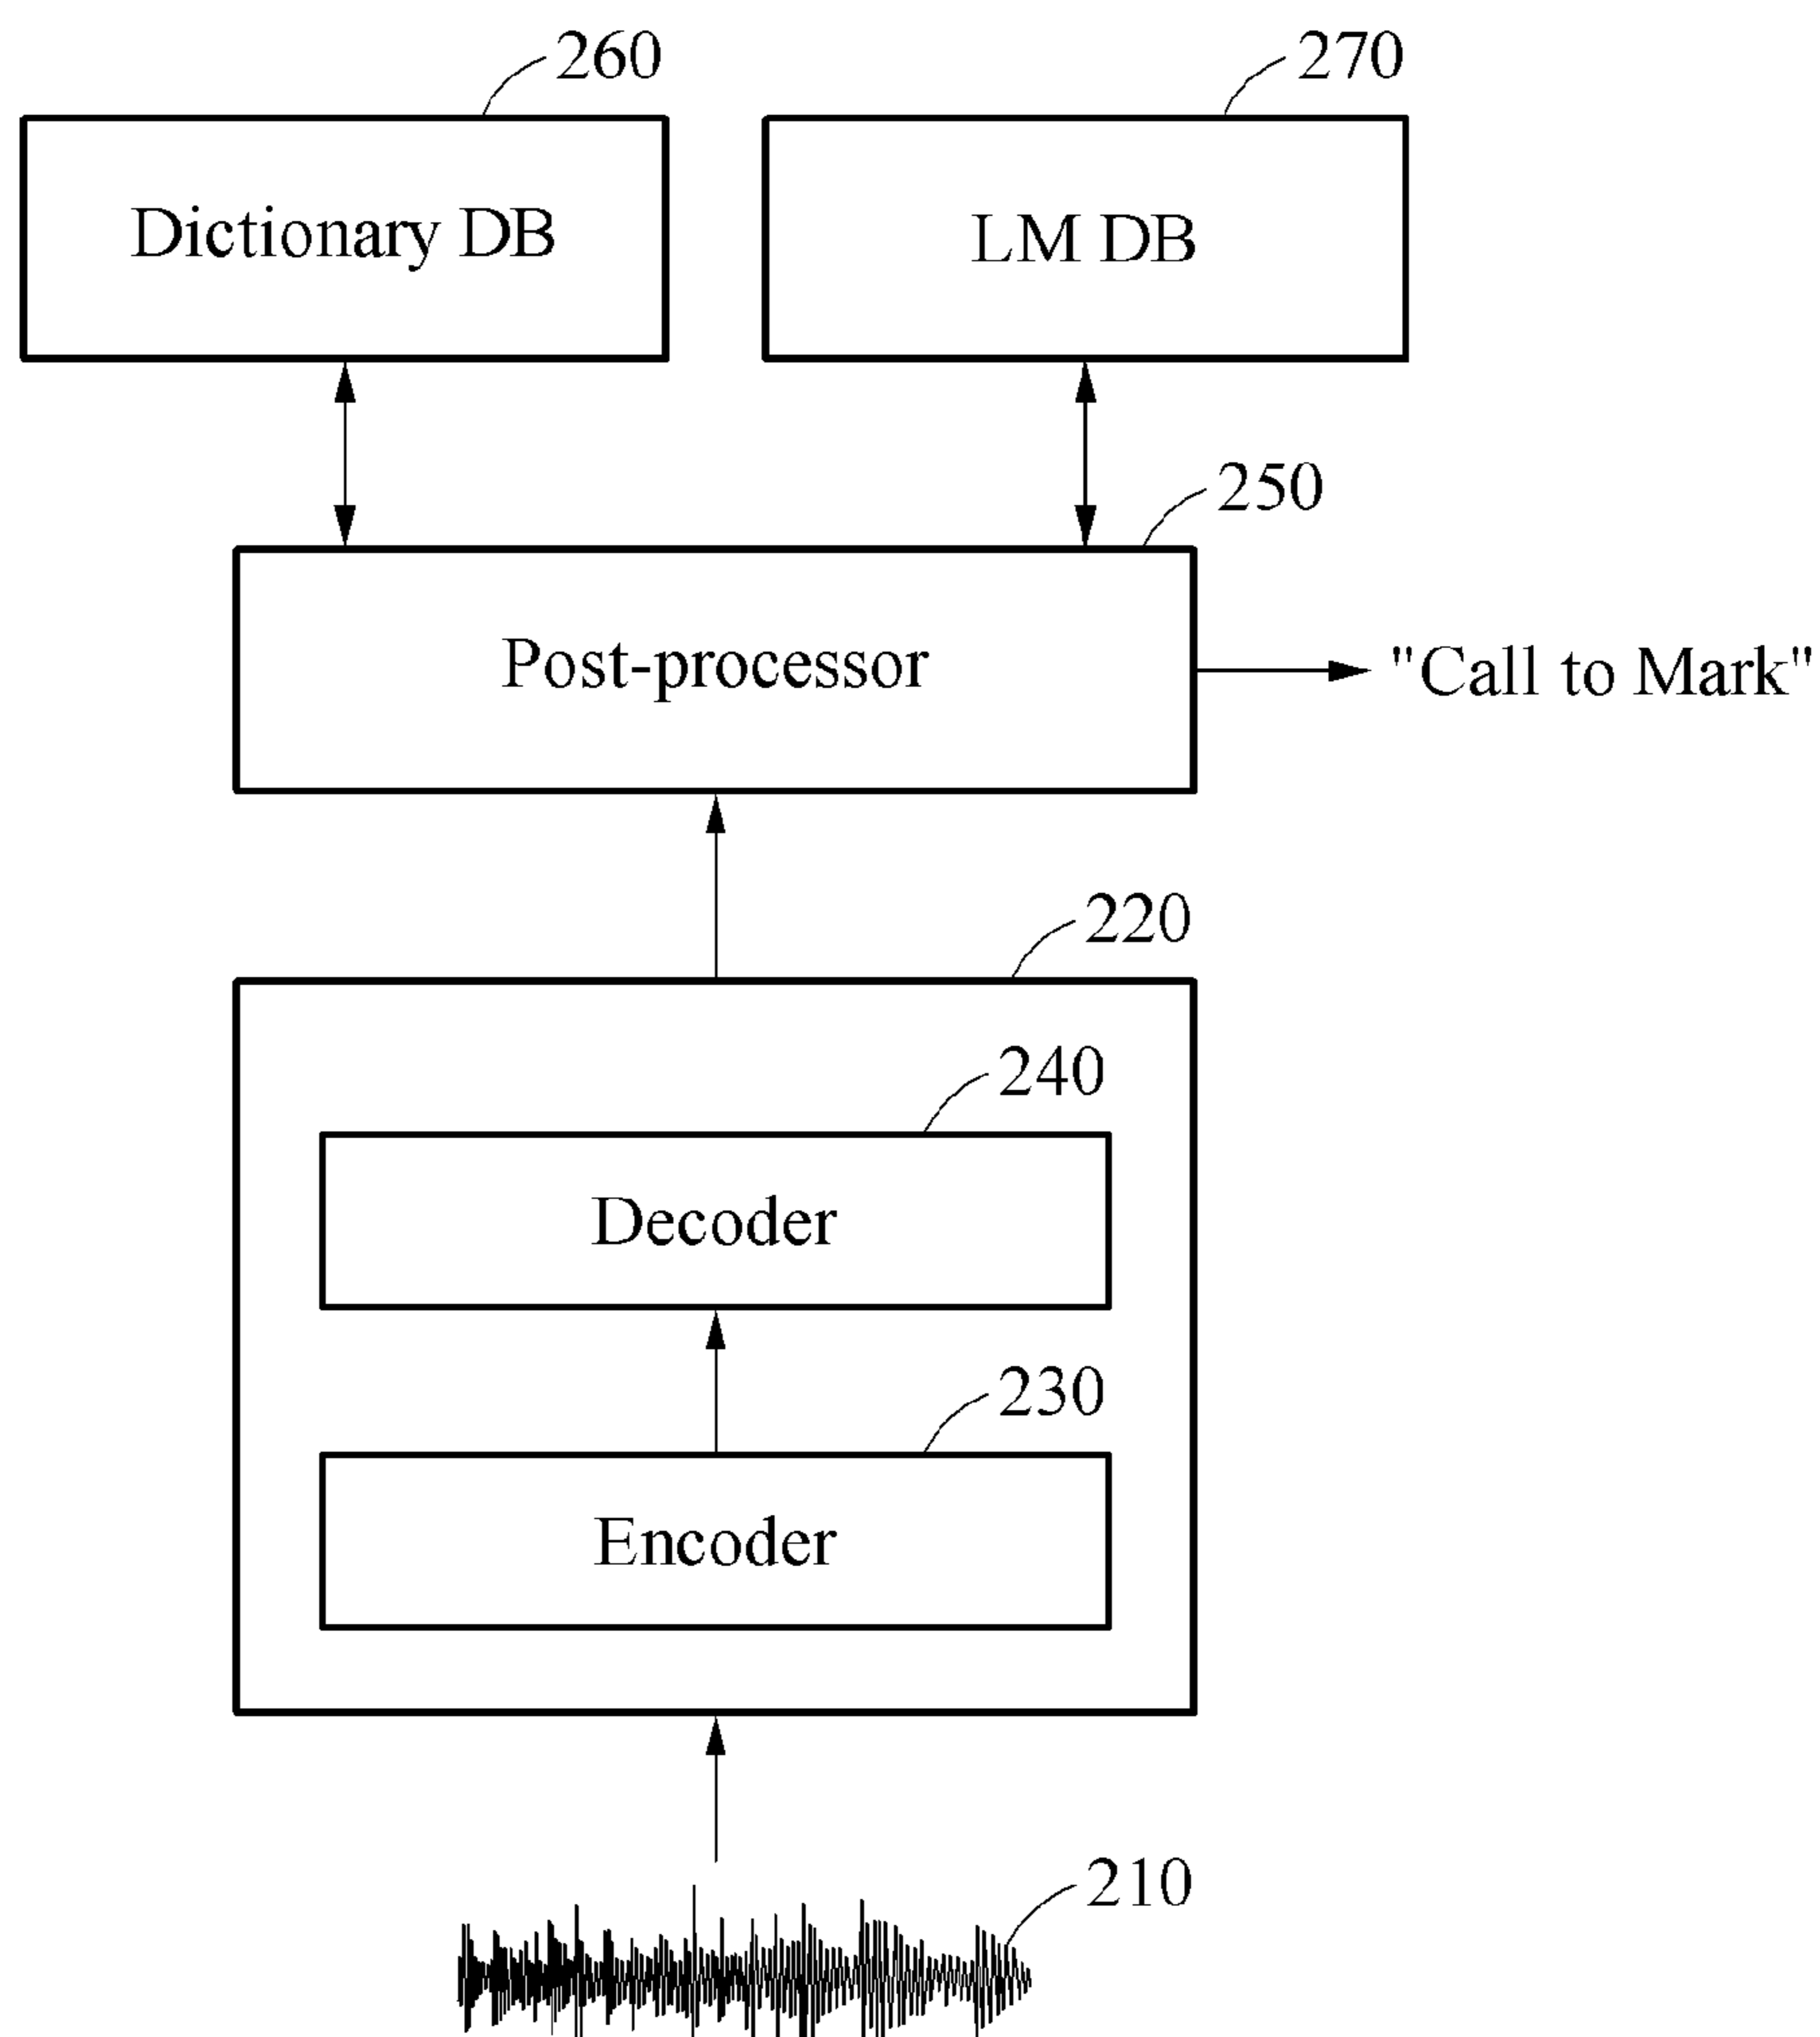 260
270
Dictionary DB
LM DB
250
Post-processor
"Call to Mark"
220
240
Decoder
230
Encoder
210